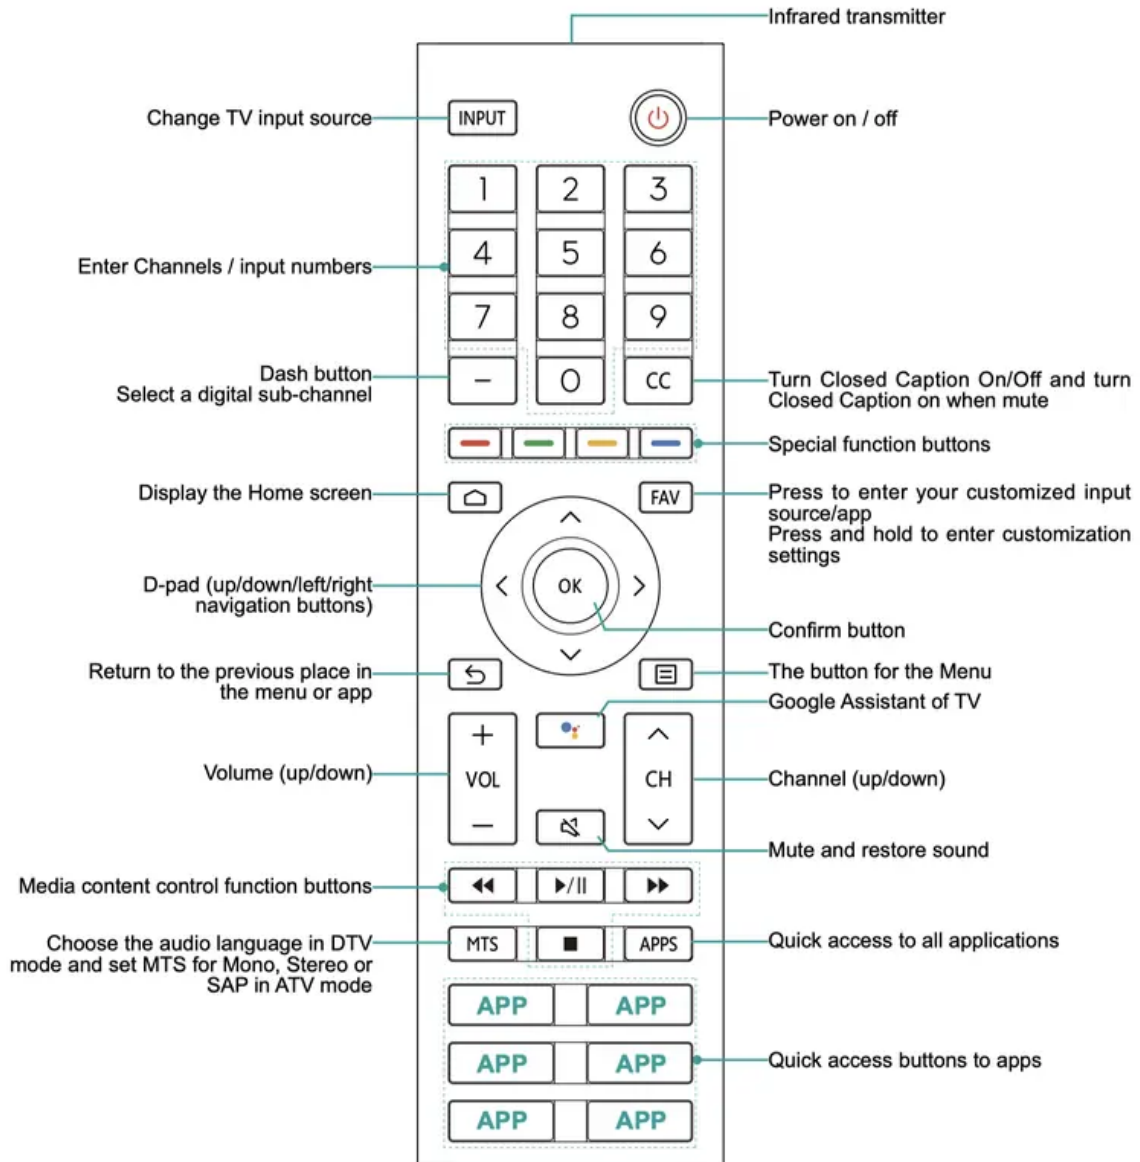 Infrared transmitter
Change TV input source
INPUT
Power on / off
1 2 3
Enter Channels / input numbers
4 5 6
7 8 9
Dash button
Select a digital sub-channel
– 0 CC
Turn Closed Caption On/Off and turn
Closed Caption on when mute
Special function buttons
Display the Home screen
FAV
Press to enter your customized input
source/app
Press and hold to enter customization
settings
D-pad (up/down/left/right
navigation buttons)
OK
Confirm button
Return to the previous place in
the menu or app
The button for the Menu
Google Assistant of TV
Volume (up/down)
+
VOL
–
CH
Channel (up/down)
Mute and restore sound
Media content control function buttons
Choose the audio language in DTV
mode and set MTS for Mono, Stereo or
SAP in ATV mode
MTS
APPS
Quick access to all applications
APP APP
APP APP
Quick access buttons to apps
APP APP